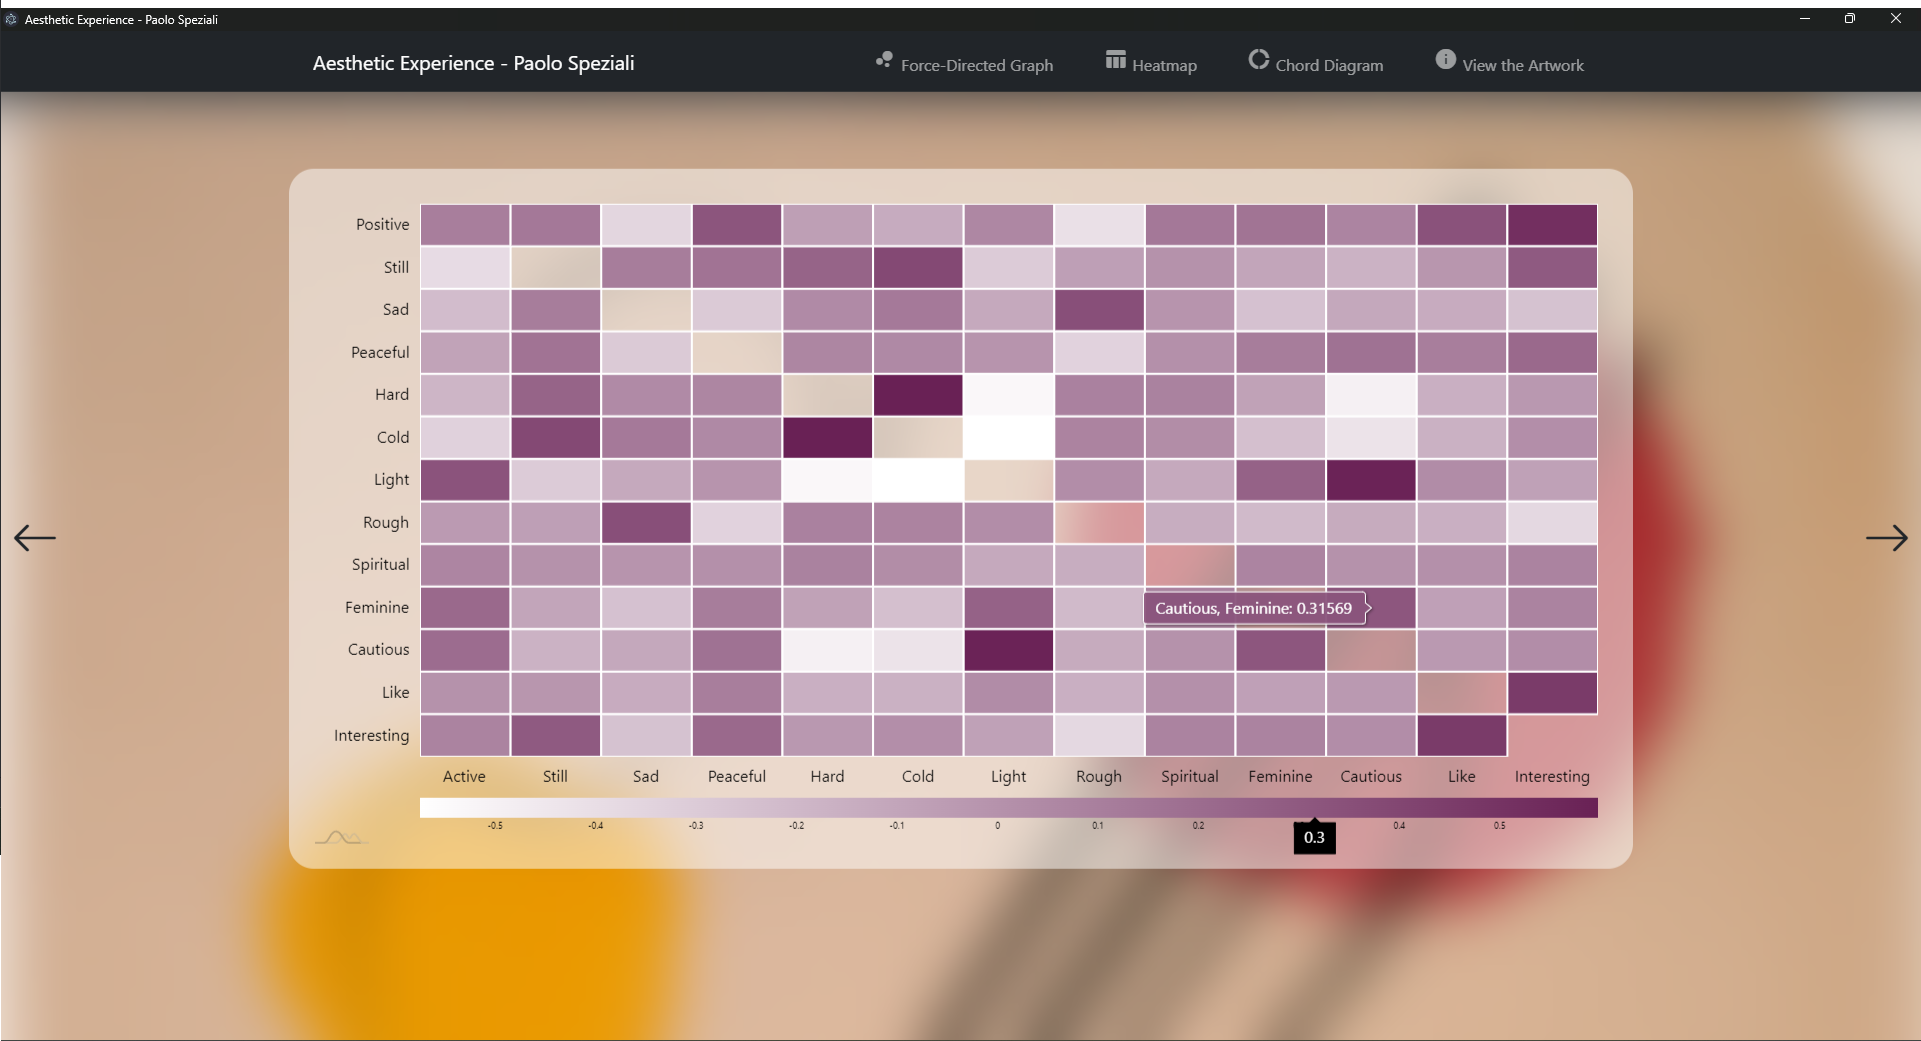 Aesthetic Experience - Paolo Speziali
Aesthetic Experience - Paolo Speziali
Force-Directed Graph
Heatmap
Chord Diagram
View the Artwork
Positive
Still
Sad
Peaceful
Hard
Cold
Light
Rough
Spiritual
Feminine
Cautious, Feminine: 0.31569
Cautious
Like
Interesting
Active Still Sad Peaceful Hard Cold Light Rough Spiritual Feminine Cautious Like Interesting
-0.5 -0.4 -0.3 -0.2 -0.1 0 0.1 0.2 0.4 0.5
0.3